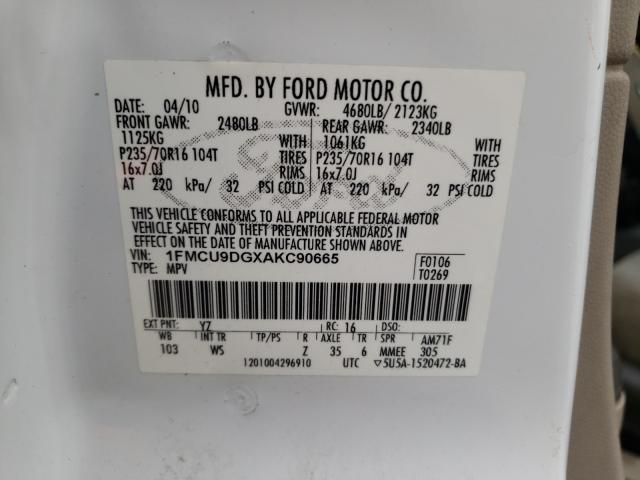 MFD. BY FORD MOTOR CO.
DATE: 04/10 GVWR: 4680LB/ 2123KG
FRONT GAWR: 2480LB REAR GAWR: 2340LB
1125KG WITH 1061KG WITH
P235/70R16 104T TIRES P235/70R16 104T TIRES
16x7.0J RIMS 16x7.0J RIMS
AT 220 kPa/ 32 PSI COLD AT 220 kPa/ 32 PSI COLD
Ford
THIS VEHICLE CONFORMS TO ALL APPLICABLE FEDERAL MOTOR
VEHICLE SAFETY AND THEFT PREVENTION STANDARDS IN
EFFECT ON THE DATE OF MANUFACTURE SHOWN ABOVE.
VIN: 1FMCU9DGXAKC90665
TYPE: MPV
F0106
T0269
EXT PNT: YZ RC: 16 DSO:
WB INT TR TP/PS R AXLE TR SPR AM71F
103 WS Z 35 6 MMEE 305
1201004296910 UTC ▽5U5A-1520472-BA